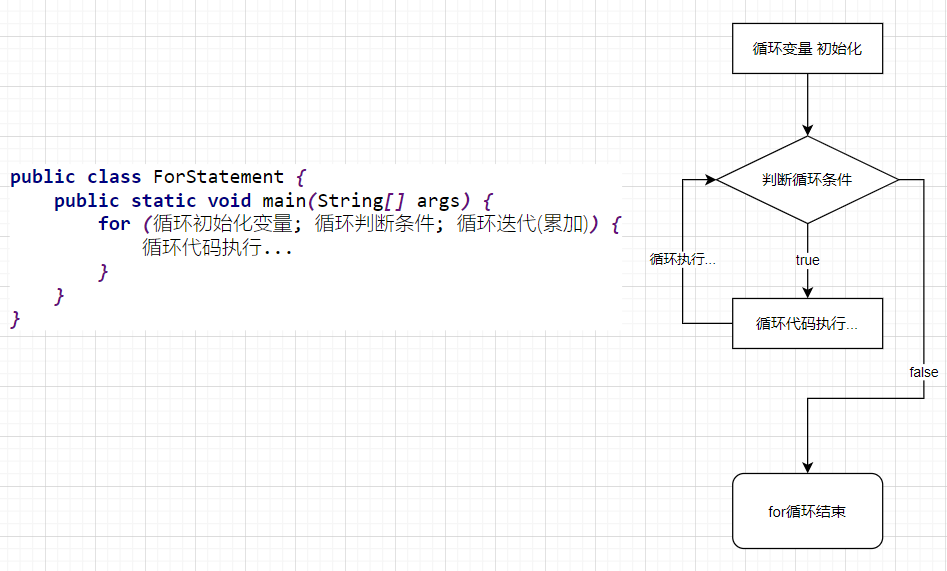 循环变量 初始化
判断循环条件
public class ForStatement {
public static void main(String[] args) {
for (循环初始化变量; 循环判断条件; 循环迭代(累加)) {
循环代码执行...
}
}
}
循环执行...
true
循环代码执行...
false
for循环结束